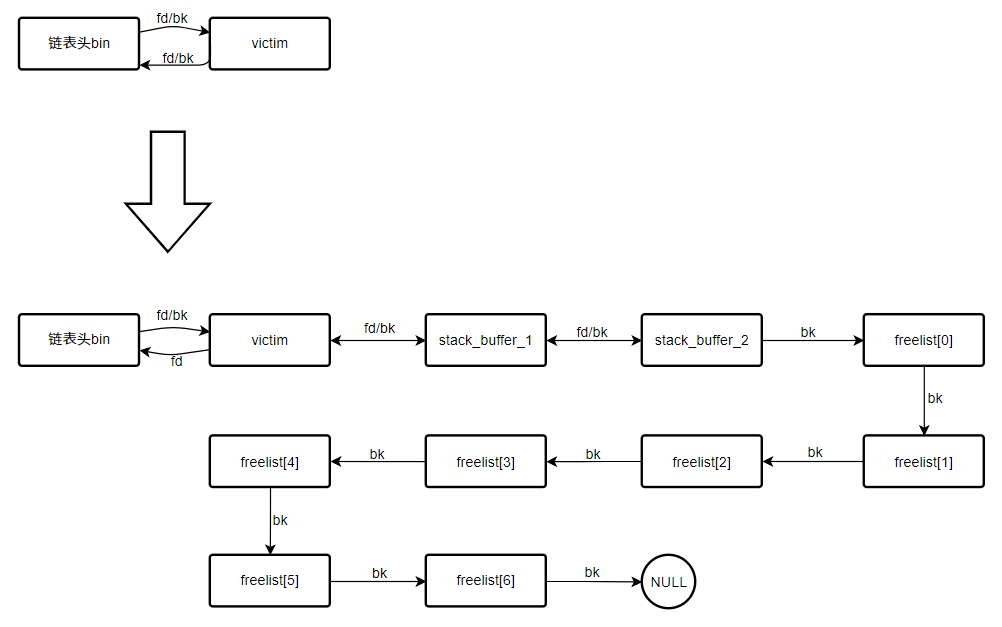 fd/bk
链表头bin
victim
fd/bk
fd/bk
链表头bin
victim
fd
fd/bk
stack_buffer_1
fd/bk
stack_buffer_2
bk
freelist[0]
bk
freelist[4]
bk
freelist[3]
bk
freelist[2]
bk
freelist[1]
bk
freelist[5]
bk
freelist[6]
bk
NULL